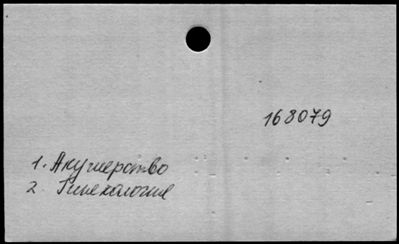 168079
1. Акушерство
2. Гинекология